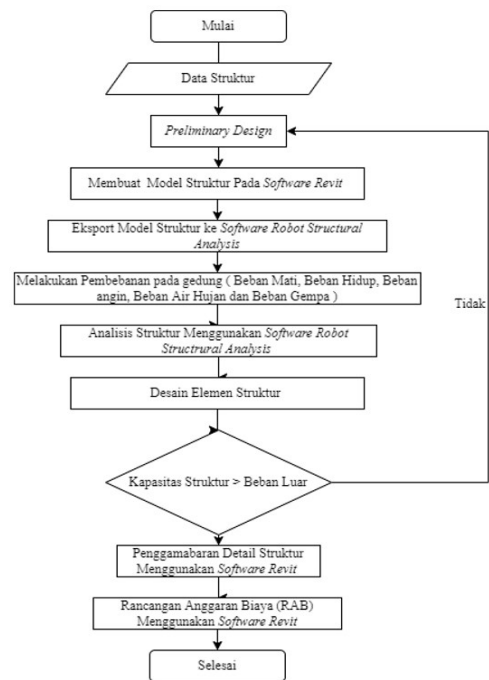 Mulai
Data Struktur
Preliminary Design
Membuat Model Struktur Pada Software Revit
Eksport Model Struktur ke Software Robot Structural
Analysis
Melakukan Pembebanan pada gedung ( Beban Mati, Beban Hidup, Beban
angin, Beban Air Hujan dan Beban Gempa )
Tidak
Analisis Struktur Menggunakan Software Robot
Structrural Analysis
Desain Elemen Struktur
Kapasitas Struktur > Beban Luar
Penggamabaran Detail Struktur
Menggunakan Software Revit
Rancangan Anggaran Biaya (RAB)
Menggunakan Software Revit
Selesai